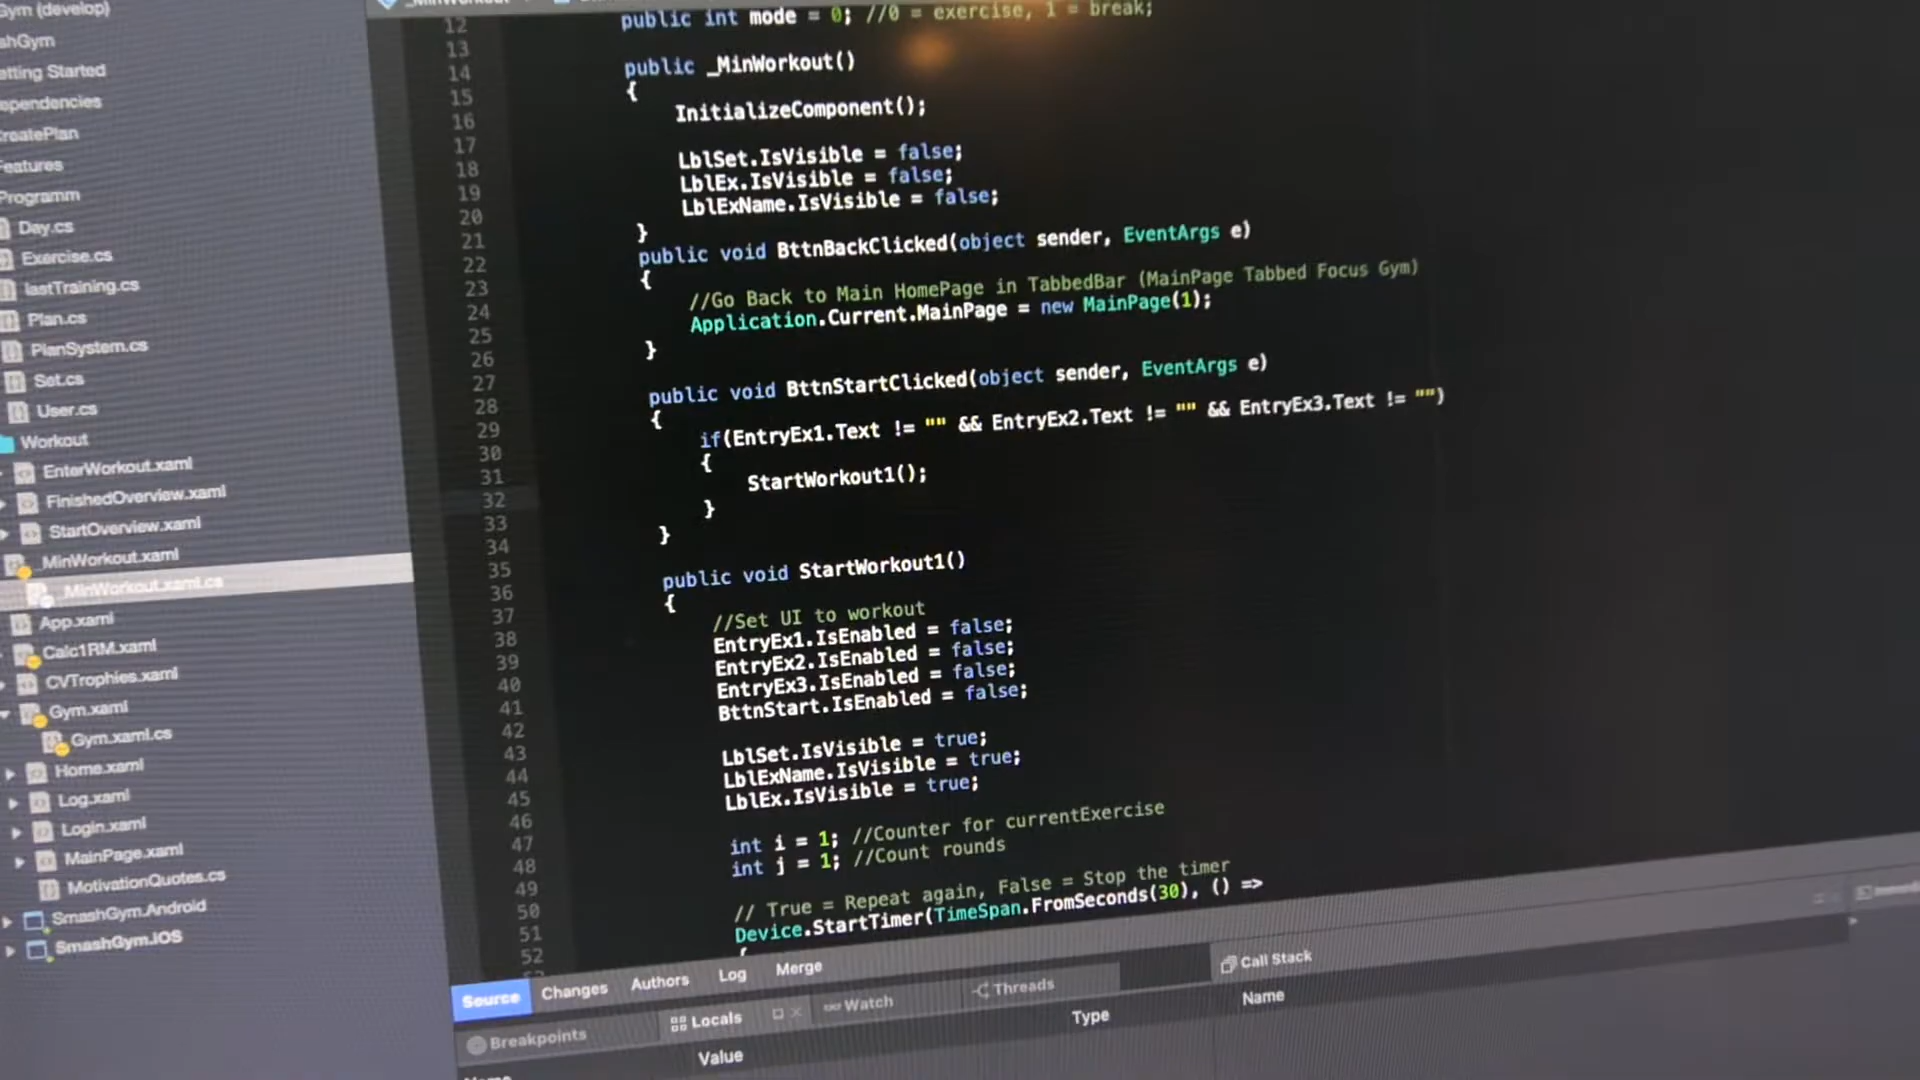 Gym (develop)
Getting Started
Dependencies
CreatePlan
Features
Programm
Day.cs
Exercise.cs
lastTraining.cs
Plan.cs
PlanSystem.cs
Set.cs
User.cs
Workout
EnterWorkout.xaml
FinishedOverview.xaml
StartOverview.xaml
_MinWorkout.xaml
_MinWorkout.xaml.cs
App.xaml
Calc1RM.xaml
CVTrophies.xaml
Gym.xaml
Gym.xaml.cs
Home.xaml
Log.xaml
Login.xaml
MainPage.xaml
MotivationQuotes.cs
SmashGym.Android
SmashGym.iOS
12 public int mode = 0; //0 = exercise, 1 = break;
13
14 public _MinWorkout()
15 {
16 InitializeComponent();
17
18 LblSet.IsVisible = false;
19 LblEx.IsVisible = false;
20 LblExName.IsVisible = false;
21 }
22 public void BttnBackClicked(object sender, EventArgs e)
23 {
24 //Go Back to Main HomePage in TabbedBar (MainPage Tabbed Focus Gym)
25 Application.Current.MainPage = new MainPage(1);
26 }
27
28 public void BttnStartClicked(object sender, EventArgs e)
29 {
30 if(EntryEx1.Text != "" && EntryEx2.Text != "" && EntryEx3.Text != "")
31 {
32 StartWorkout1();
33 }
34 }
35
36 public void StartWorkout1()
37 {
38 //Set UI to workout
39 EntryEx1.IsEnabled = false;
40 EntryEx2.IsEnabled = false;
41 EntryEx3.IsEnabled = false;
42 BttnStart.IsEnabled = false;
43
44 LblSet.IsVisible = true;
45 LblExName.IsVisible = true;
46 LblEx.IsVisible = true;
47
48 int i = 1; //Counter for currentExercise
49 int j = 1; //Count rounds
50
51 // True = Repeat again, False = Stop the timer
52 Device.StartTimer(TimeSpan.FromSeconds(30), () =>
{
Source Changes Authors Log Merge
Breakpoints Locals Watch Threads
Call Stack
Value Type Name